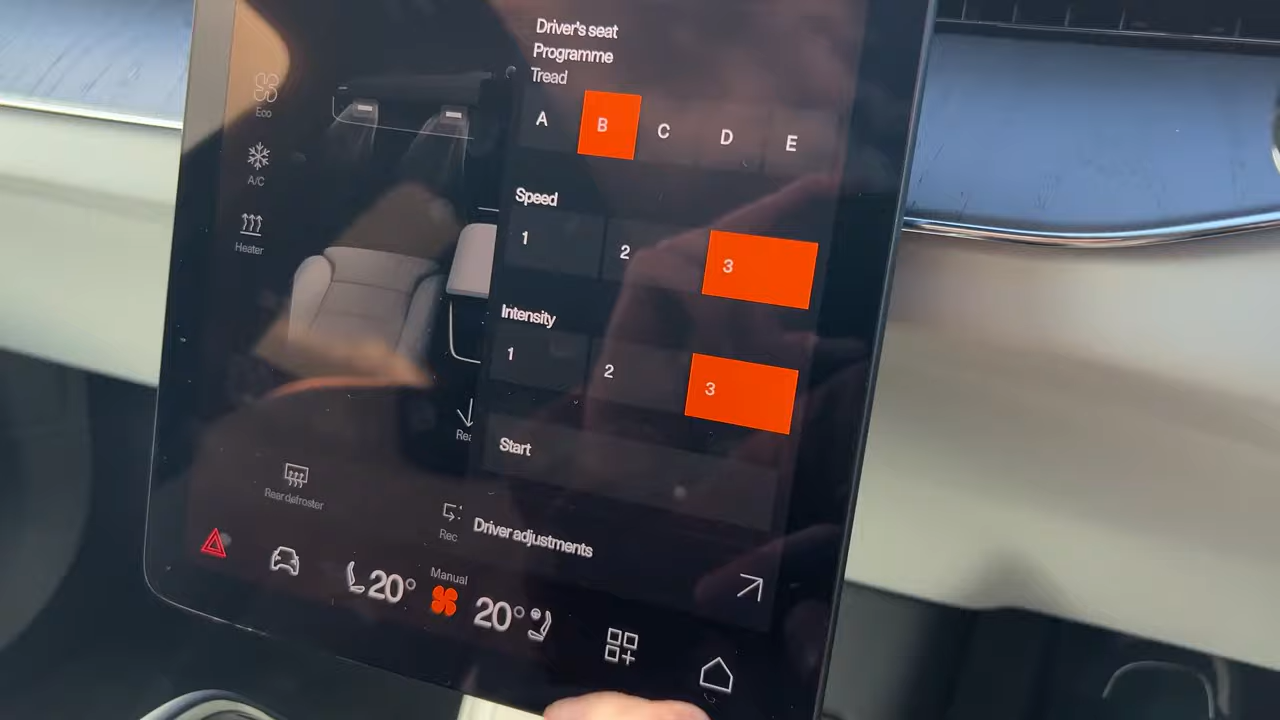 Driver's seat
Programme
Tread
A B C D E
Speed
1 2 3
Intensity
1 2 3
Start
Driver adjustments
Eco
A/C
Heater
Rear defroster
Rec
Manual
20° 20°